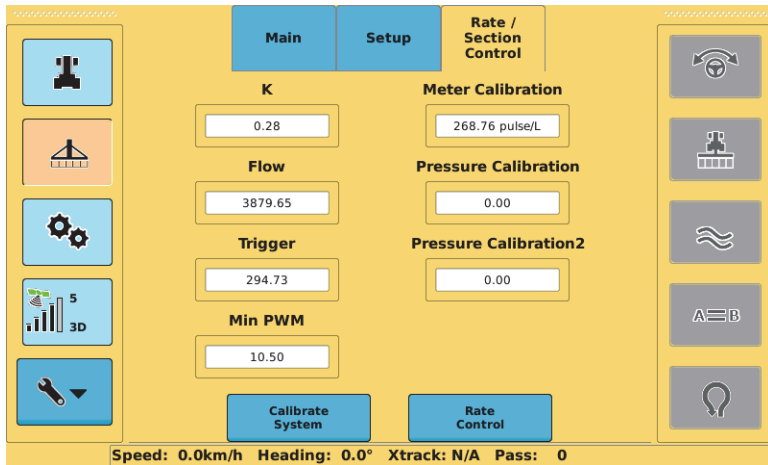 Main
Setup
Rate /
Section
Control
K
0.28
Meter Calibration
268.76 pulse/L
Flow
3879.65
Pressure Calibration
0.00
Trigger
294.73
Pressure Calibration2
0.00
Min PWM
10.50
5
3D
A B
Calibrate
System
Rate
Control
Speed: 0.0km/h Heading: 0.0° Xtrack: N/A Pass: 0